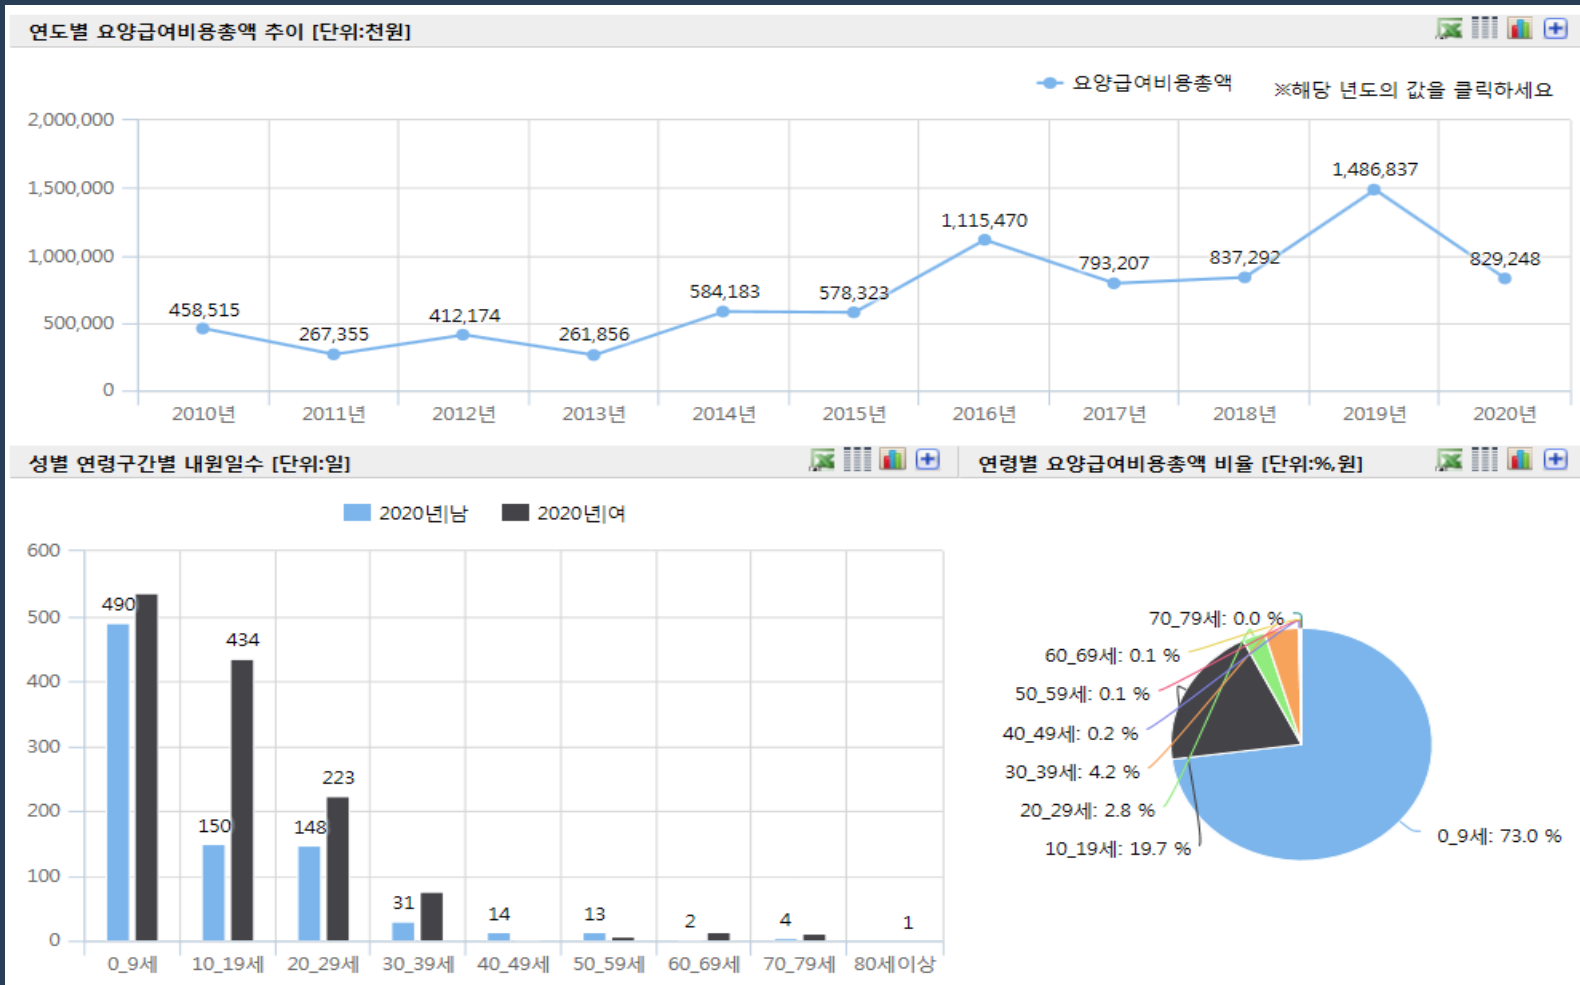 연도별 요양급여비용총액 추이 [단위:천원]
요양급여비용총액
※해당 년도의 값을 클릭하세요
2,000,000
1,500,000
1,000,000
500,000
0
458,515
267,355
412,174
261,856
584,183
578,323
1,115,470
793,207
837,292
1,486,837
829,248
2010년 2011년 2012년 2013년 2014년 2015년 2016년 2017년 2018년 2019년 2020년
성별 연령구간별 내원일수 [단위:일]
2020년|남 2020년|여
600
500
400
300
200
100
0
490
150
434
148
223
31
14
13
2
4
1
0_9세 10_19세 20_29세 30_39세 40_49세 50_59세 60_69세 70_79세 80세이상
연령별 요양급여비용총액 비율 [단위:%,원]
70_79세: 0.0 %
60_69세: 0.1 %
50_59세: 0.1 %
40_49세: 0.2 %
30_39세: 4.2 %
20_29세: 2.8 %
10_19세: 19.7 %
0_9세: 73.0 %